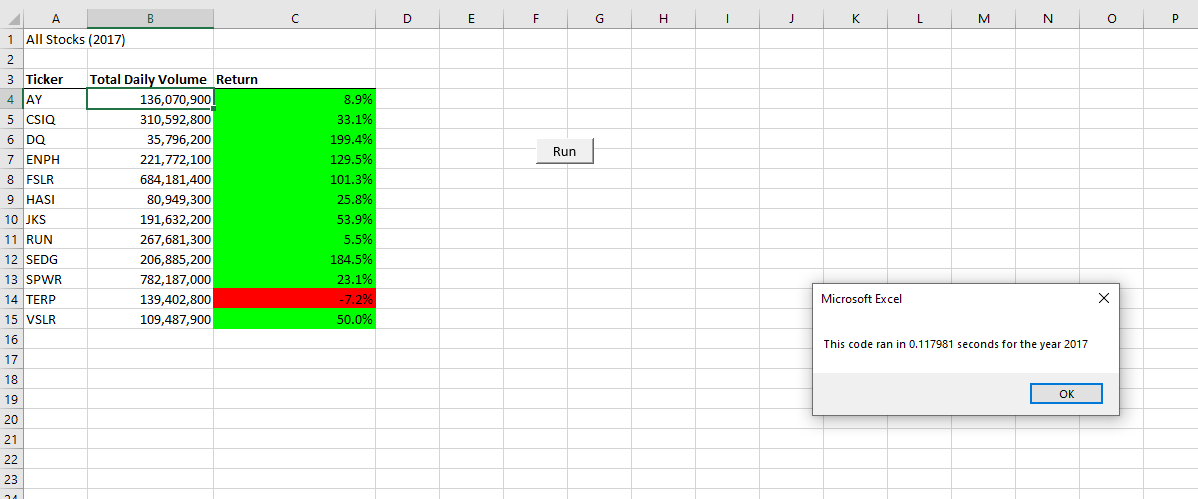 A B C D E F G H I J K L M N O P
1 All Stocks (2017)
2
3 Ticker Total Daily Volume Return
4 AY 136,070,900 8.9%
5 CSIQ 310,592,800 33.1%
6 DQ 35,796,200 199.4%
Run
7 ENPH 221,772,100 129.5%
8 FSLR 684,181,400 101.3%
9 HASI 80,949,300 25.8%
10 JKS 191,632,200 53.9%
11 RUN 267,681,300 5.5%
12 SEDG 206,885,200 184.5%
13 SPWR 782,187,000 23.1%
14 TERP 139,402,800 -7.2%
15 VSLR 109,487,900 50.0%
16
17
18
19
20
21
22
23
24
Microsoft Excel
This code ran in 0.117981 seconds for the year 2017
OK